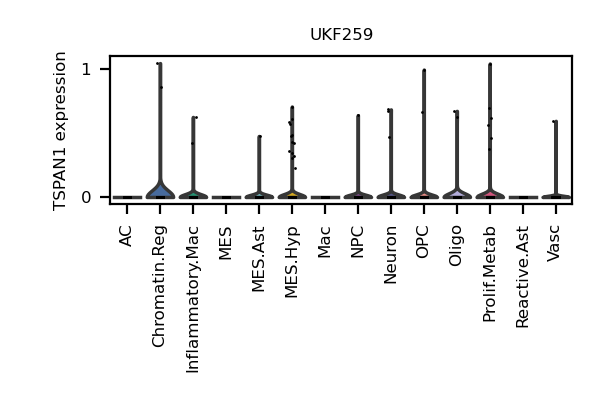 UKF259
TSPAN1 expression
1
0
AC
Chromatin.Reg
Inflammatory.Mac
MES
MES.Ast
MES.Hyp
Mac
NPC
Neuron
OPC
Oligo
Prolif.Metab
Reactive.Ast
Vasc